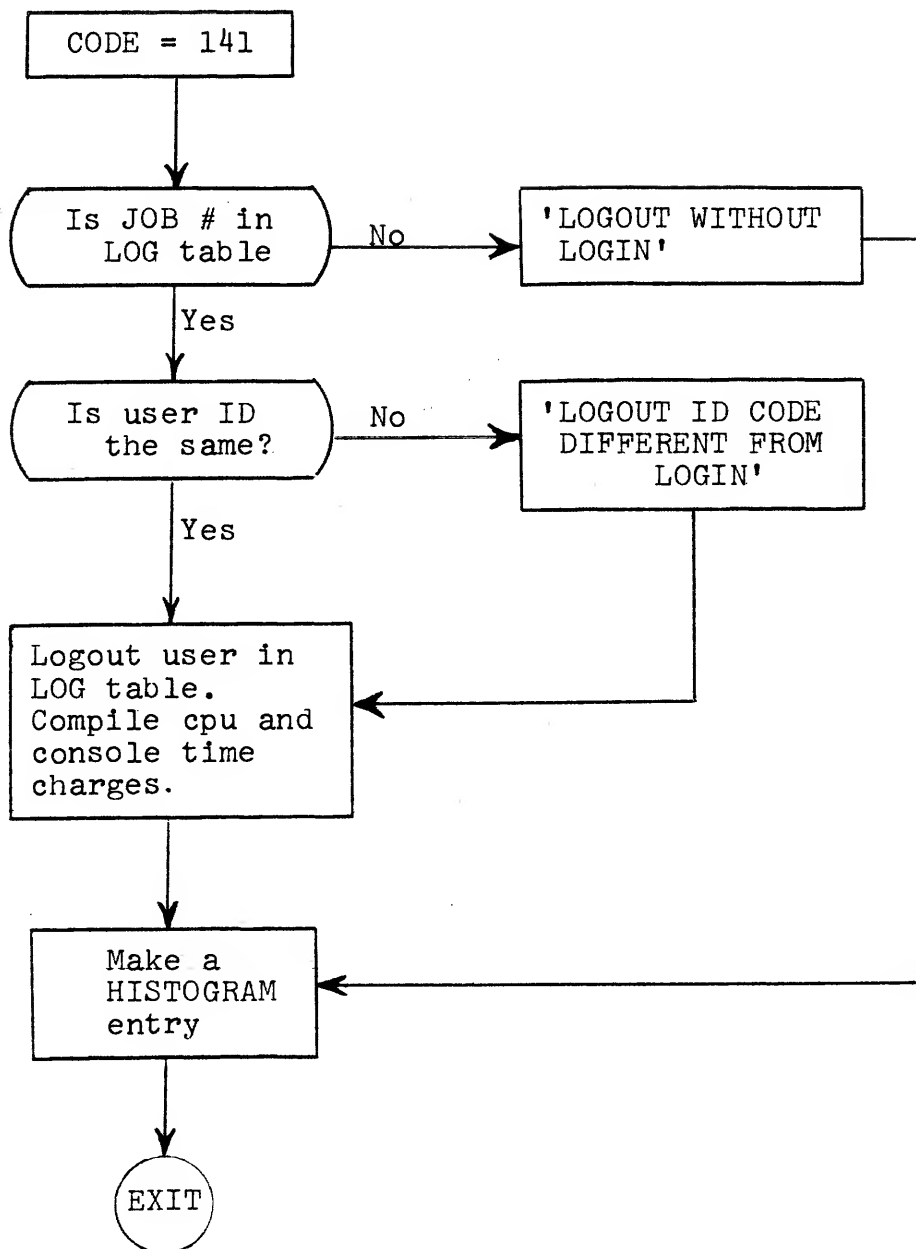 CODE = 141
Is JOB # in
LOG table
No
'LOGOUT WITHOUT
LOGIN'
Yes
Is user ID
the same?
No
'LOGOUT ID CODE
DIFFERENT FROM
LOGIN'
Yes
Logout user in
LOG table.
Compile cpu and
console time
charges.
Make a
HISTOGRAM
entry
EXIT